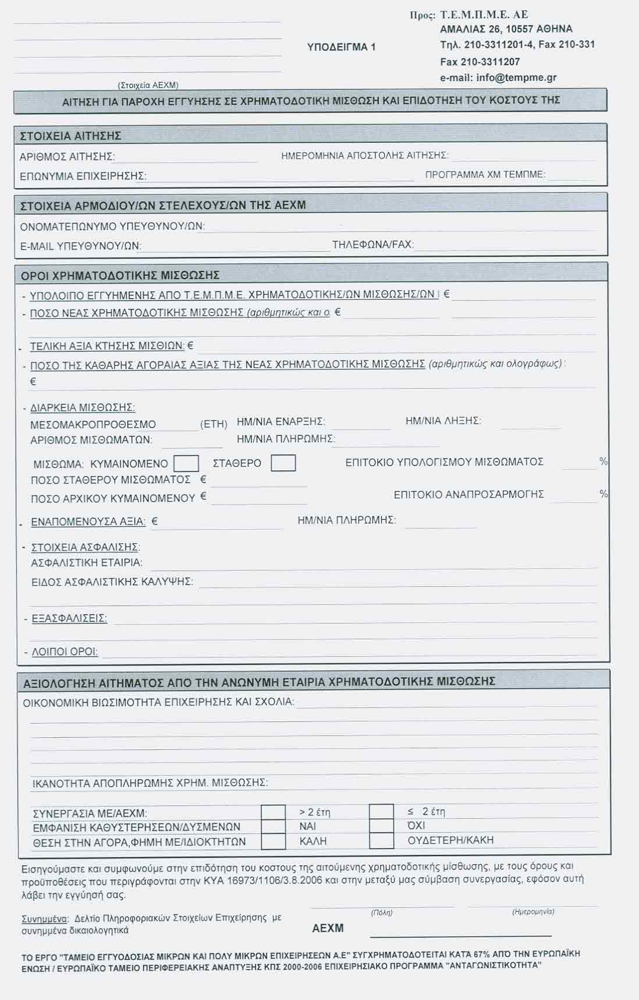 Προς: Τ.Ε.Μ.Π.Μ.Ε. ΑΕ
ΑΜΑΛΙΑΣ 26, 10557 ΑΘΗΝΑ
ΥΠΟΔΕΙΓΜΑ 1
Τηλ. 210-3311201-4, Fax 210-331
Fax 210-3311207
e-mail: info@tempme.gr
(Στοιχεία ΑΕΧΜ)
ΑΙΤΗΣΗ ΓΙΑ ΠΑΡΟΧΗ ΕΓΓΥΗΣΗΣ ΣΕ ΧΡΗΜΑΤΟΔΟΤΙΚΗ ΜΙΣΘΩΣΗ ΚΑΙ ΕΠΙΔΟΤΗΣΗ ΤΟΥ ΚΟΣΤΟΥΣ ΤΗΣ
ΣΤΟΙΧΕΙΑ ΑΙΤΗΣΗΣ
ΑΡΙΘΜΟΣ ΑΙΤΗΣΗΣ: ΗΜΕΡΟΜΗΝΙΑ ΑΠΟΣΤΟΛΗΣ ΑΙΤΗΣΗΣ:
ΕΠΩΝΥΜΙΑ ΕΠΙΧΕΙΡΗΣΗΣ: ΠΡΟΓΡΑΜΜΑ ΧΜ ΤΕΜΠΜΕ:
ΣΤΟΙΧΕΙΑ ΑΡΜΟΔΙΟΥ/ΩΝ ΣΤΕΛΕΧΟΥΣ/ΩΝ ΤΗΣ ΑΕΧΜ
ΟΝΟΜΑΤΕΠΩΝΥΜΟ ΥΠΕΥΘΥΝΟΥ/ΩΝ:
E-MAIL ΥΠΕΥΘΥΝΟΥ/ΩΝ: ΤΗΛΕΦΩΝΑ/FAX:
ΟΡΟΙ ΧΡΗΜΑΤΟΔΟΤΙΚΗΣ ΜΙΣΘΩΣΗΣ
- ΥΠΟΛΟΙΠΟ ΕΓΓΥΗΜΕΝΗΣ ΑΠΟ Τ.Ε.Μ.Π.Μ.Ε. ΧΡΗΜΑΤΟΔΟΤΙΚΗΣ/ΩΝ ΜΙΣΘΩΣΗΣ/ΩΝ €
- ΠΟΣΟ ΝΕΑΣ ΧΡΗΜΑΤΟΔΟΤΙΚΗΣ ΜΙΣΘΩΣΗΣ (αριθμητικώς και ο. €
- ΤΕΛΙΚΗ ΑΞΙΑ ΚΤΗΣΗΣ ΜΙΣΘΙΩΝ: €
- ΠΟΣΟ ΤΗΣ ΚΑΘΑΡΗΣ ΑΓΟΡΑΙΑΣ ΑΞΙΑΣ ΤΗΣ ΝΕΑΣ ΧΡΗΜΑΤΟΔΟΤΙΚΗΣ ΜΙΣΘΩΣΗΣ (αριθμητικώς και ολογράφως) :
€
- ΔΙΑΡΚΕΙΑ ΜΙΣΘΩΣΗΣ:
ΜΕΣΟΜΑΚΡΟΠΡΟΘΕΣΜΟ (ΕΤΗ) ΗΜ/ΝΙΑ ΕΝΑΡΞΗΣ: ΗΜ/ΝΙΑ ΛΗΞΗΣ:
ΑΡΙΘΜΟΣ ΜΙΣΘΩΜΑΤΩΝ: ΗΜ/ΝΙΑ ΠΛΗΡΩΜΗΣ:
ΜΙΣΘΩΜΑ: ΚΥΜΑΙΝΟΜΕΝΟ ΣΤΑΘΕΡΟ ΕΠΙΤΟΚΙΟ ΥΠΟΛΟΓΙΣΜΟΥ ΜΙΣΘΩΜΑΤΟΣ %
ΠΟΣΟ ΣΤΑΘΕΡΟΥ ΜΙΣΘΩΜΑΤΟΣ €
ΠΟΣΟ ΑΡΧΙΚΟΥ ΚΥΜΑΙΝΟΜΕΝΟΥ € ΕΠΙΤΟΚΙΟ ΑΝΑΠΡΟΣΑΡΜΟΓΗΣ %
- ΕΝΑΠΟΜΕΝΟΥΣΑ ΑΞΙΑ: € ΗΜ/ΝΙΑ ΠΛΗΡΩΜΗΣ:
- ΣΤΟΙΧΕΙΑ ΑΣΦΑΛΙΣΗΣ:
ΑΣΦΑΛΙΣΤΙΚΗ ΕΤΑΙΡΙΑ:
ΕΙΔΟΣ ΑΣΦΑΛΙΣΤΙΚΗΣ ΚΑΛΥΨΗΣ:
- ΕΞΑΣΦΑΛΙΣΕΙΣ:
- ΛΟΙΠΟΙ ΟΡΟΙ:
ΑΞΙΟΛΟΓΗΣΗ ΑΙΤΗΜΑΤΟΣ ΑΠΟ ΤΗΝ ΑΝΩΝΥΜΗ ΕΤΑΙΡΙΑ ΧΡΗΜΑΤΟΔΟΤΙΚΗΣ ΜΙΣΘΩΣΗΣ
ΟΙΚΟΝΟΜΙΚΗ ΒΙΩΣΙΜΟΤΗΤΑ ΕΠΙΧΕΙΡΗΣΗΣ ΚΑΙ ΣΧΟΛΙΑ:
ΙΚΑΝΟΤΗΤΑ ΑΠΟΠΛΗΡΩΜΗΣ ΧΡΗΜ. ΜΙΣΘΩΣΗΣ:
ΣΥΝΕΡΓΑΣΙΑ ΜΕ/ΑΕΧΜ: > 2 έτη ≤ 2 έτη
ΕΜΦΑΝΙΣΗ ΚΑΘΥΣΤΕΡΗΣΕΩΝ/ΔΥΣΜΕΝΩΝ ΝΑΙ ΌΧΙ
ΘΕΣΗ ΣΤΗΝ ΑΓΟΡΑ,ΦΗΜΗ ΜΕ/ΙΔΙΟΚΤΗΤΩΝ ΚΑΛΗ ΟΥΔΕΤΕΡΗ/ΚΑΚΗ
Εισηγούμαστε και συμφωνούμε στην επιδότηση του κοστους της αιτούμενης χρηματοδοτικής μίσθωσης, με τους όρους και
προϋποθέσεις που περιγράφονται στην ΚΥΑ 16973/1106/3.8.2006 και στην μεταξύ μας σύμβαση συνεργασίας, εφόσον αυτή
λάβει την εγγύησή σας.
(Πόλη) (Ημερομηνία)
Συνημμένα: Δελτίο Πληροφοριακών Στοιχείων Επιχείρησης με
συνημμένα δικαιολογητικά
ΑΕΧΜ
ΤΟ ΕΡΓΟ "ΤΑΜΕΙΟ ΕΓΓΥΟΔΟΣΙΑΣ ΜΙΚΡΩΝ ΚΑΙ ΠΟΛΥ ΜΙΚΡΩΝ ΕΠΙΧΕΙΡΗΣΕΩΝ Α.Ε" ΣΥΓΧΡΗΜΑΤΟΔΟΤΕΙΤΑΙ ΚΑΤΆ 67% ΑΠΌ ΤΗΝ ΕΥΡΩΠΑΪΚΗ
ΕΝΩΣΗ / ΕΥΡΩΠΑΪΚΟ ΤΑΜΕΙΟ ΠΕΡΙΦΕΡΕΙΑΚΗΣ ΑΝΑΠΤΥΞΗΣ ΚΠΣ 2000-2006 ΕΠΙΧΕΙΡΗΣΙΑΚΟ ΠΡΟΓΡΑΜΜΑ "ΑΝΤΑΓΩΝΙΣΤΙΚΟΤΗΤΑ"